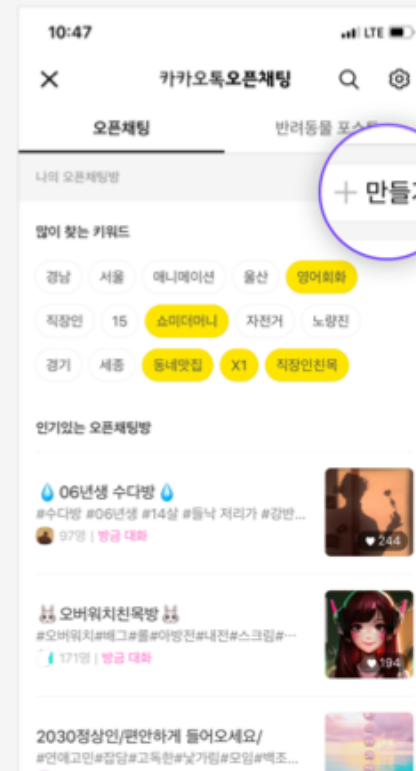 10:47
LTE
카카오톡오픈채팅
오픈채팅
반려동물
나의 오픈채팅방
+ 만들기
많이 찾는 키워드
경남 서울 애니메이션 울산 영어회화
직장인 15 쇼미더머니 자전거 노량진
경기 세종 동네맛집 X1 직장인친목
인기있는 오픈채팅방
06년생 수다방
#수다방 #06년생 #14살 #들낙 저리가 #강반...
97명 | 방금 대화
244
오버워치친목방
#오버워치#배그#롤#아방전#내전#스크림#...
171명 | 방금 대화
194
2030정상인/편안하게 들어오세요/
#연애고민#잡담#고독한#낯가림#모임#백조...